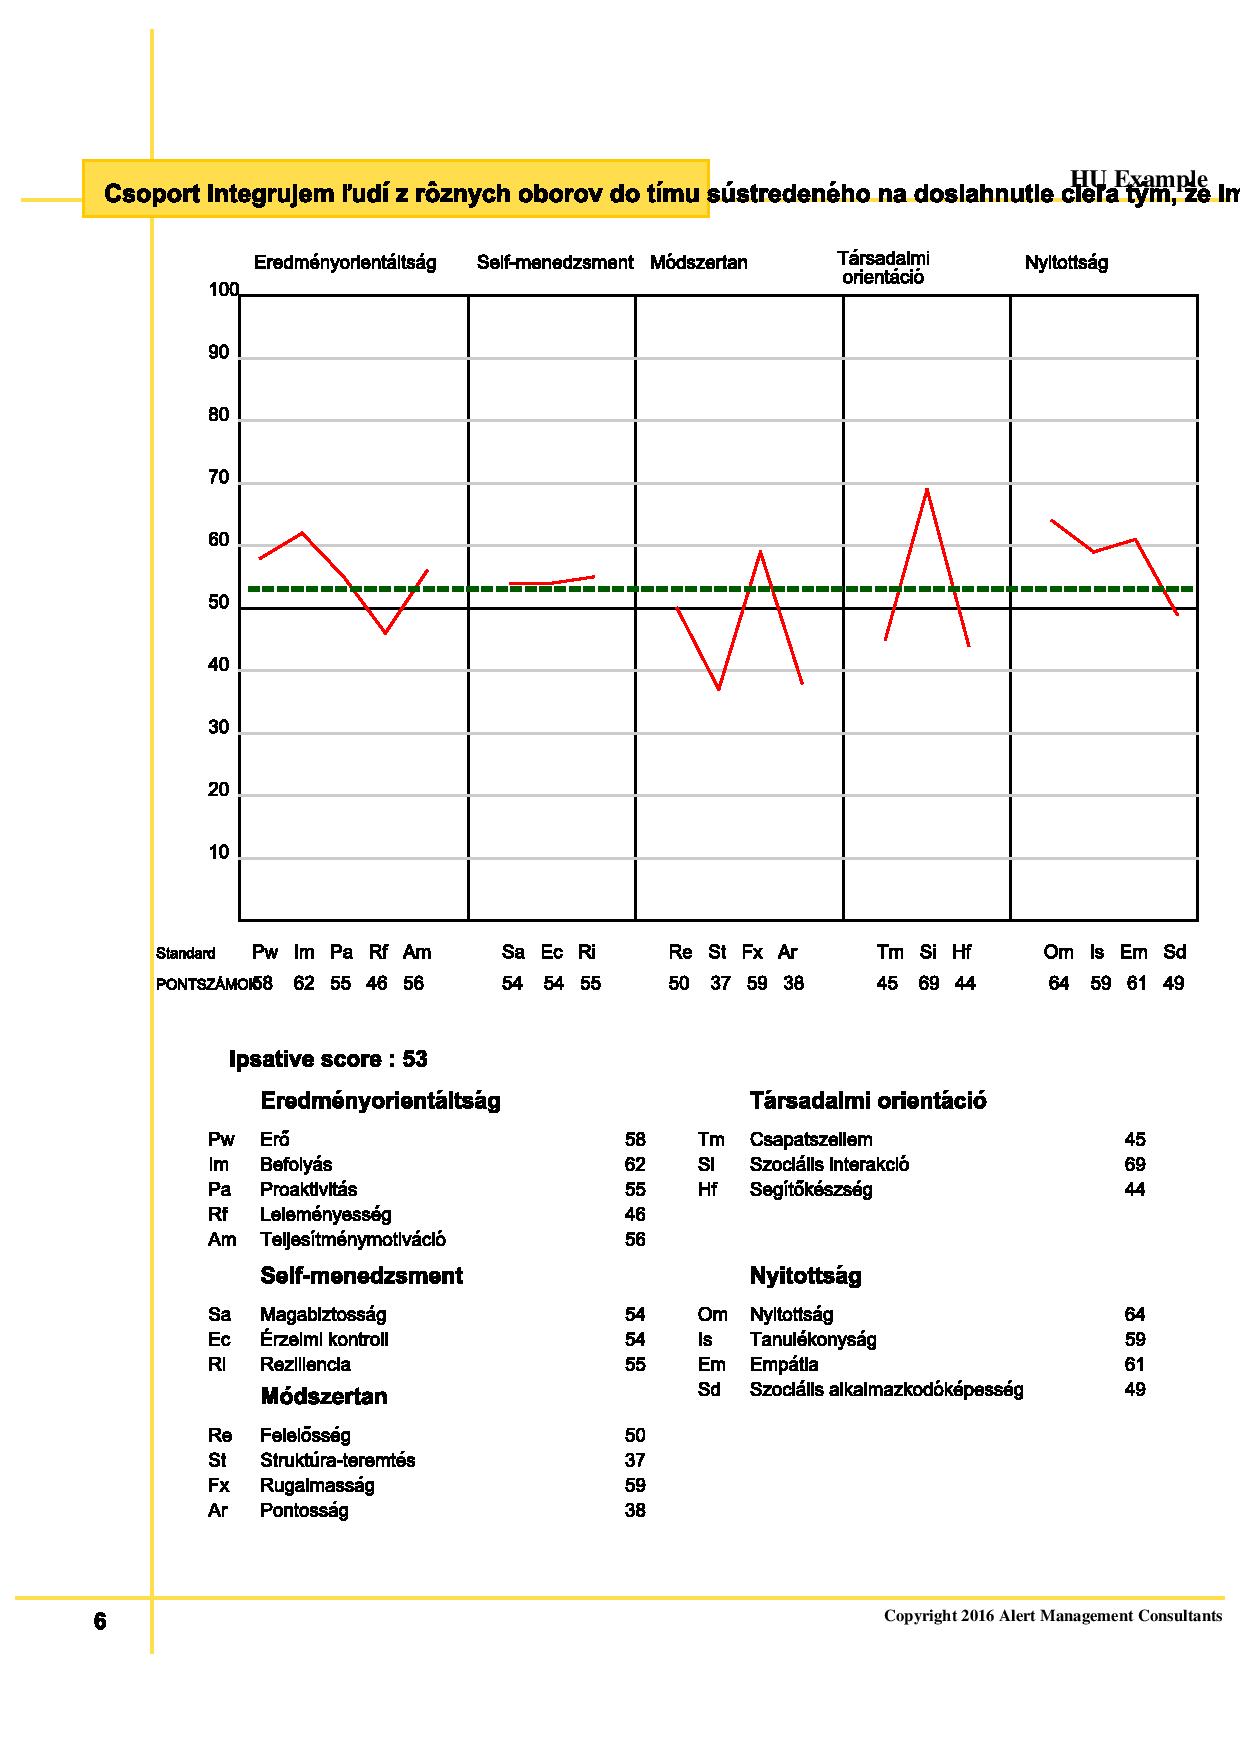 HU Example
Csoport Integrujem ľudí z rôznych oborov do tímu sústredeného na dosiahnutie cieľa tým, že im
Eredményorientáltság Self-menedzsment Módszertan Társadalmi orientáció Nyitottság
100
90
80
70
60
50
40
30
20
10
Standard Pw Im Pa Rf Am Sa Ec Ri Re St Fx Ar Tm Si Hf Om Is Em Sd
PONTSZÁMOK 58 62 55 46 56 54 54 55 50 37 59 38 45 69 44 64 59 61 49
Ipsative score : 53
Eredményorientáltság
Pw Erő 58
Im Befolyás 62
Pa Proaktivitás 55
Rf Leleményesség 46
Am Teljesítménymotiváció 56
Self-menedzsment
Sa Magabiztosság 54
Ec Érzelmi kontroll 54
Ri Reziliencia 55
Módszertan
Re Felelősség 50
St Struktúra-teremtés 37
Fx Rugalmasság 59
Ar Pontosság 38
Társadalmi orientáció
Tm Csapatszellem 45
Si Szociális interakció 69
Hf Segítőkészség 44
Nyitottság
Om Nyitottság 64
Is Tanulékonyság 59
Em Empátia 61
Sd Szociális alkalmazkodóképesség 49
6
Copyright 2016 Alert Management Consultants